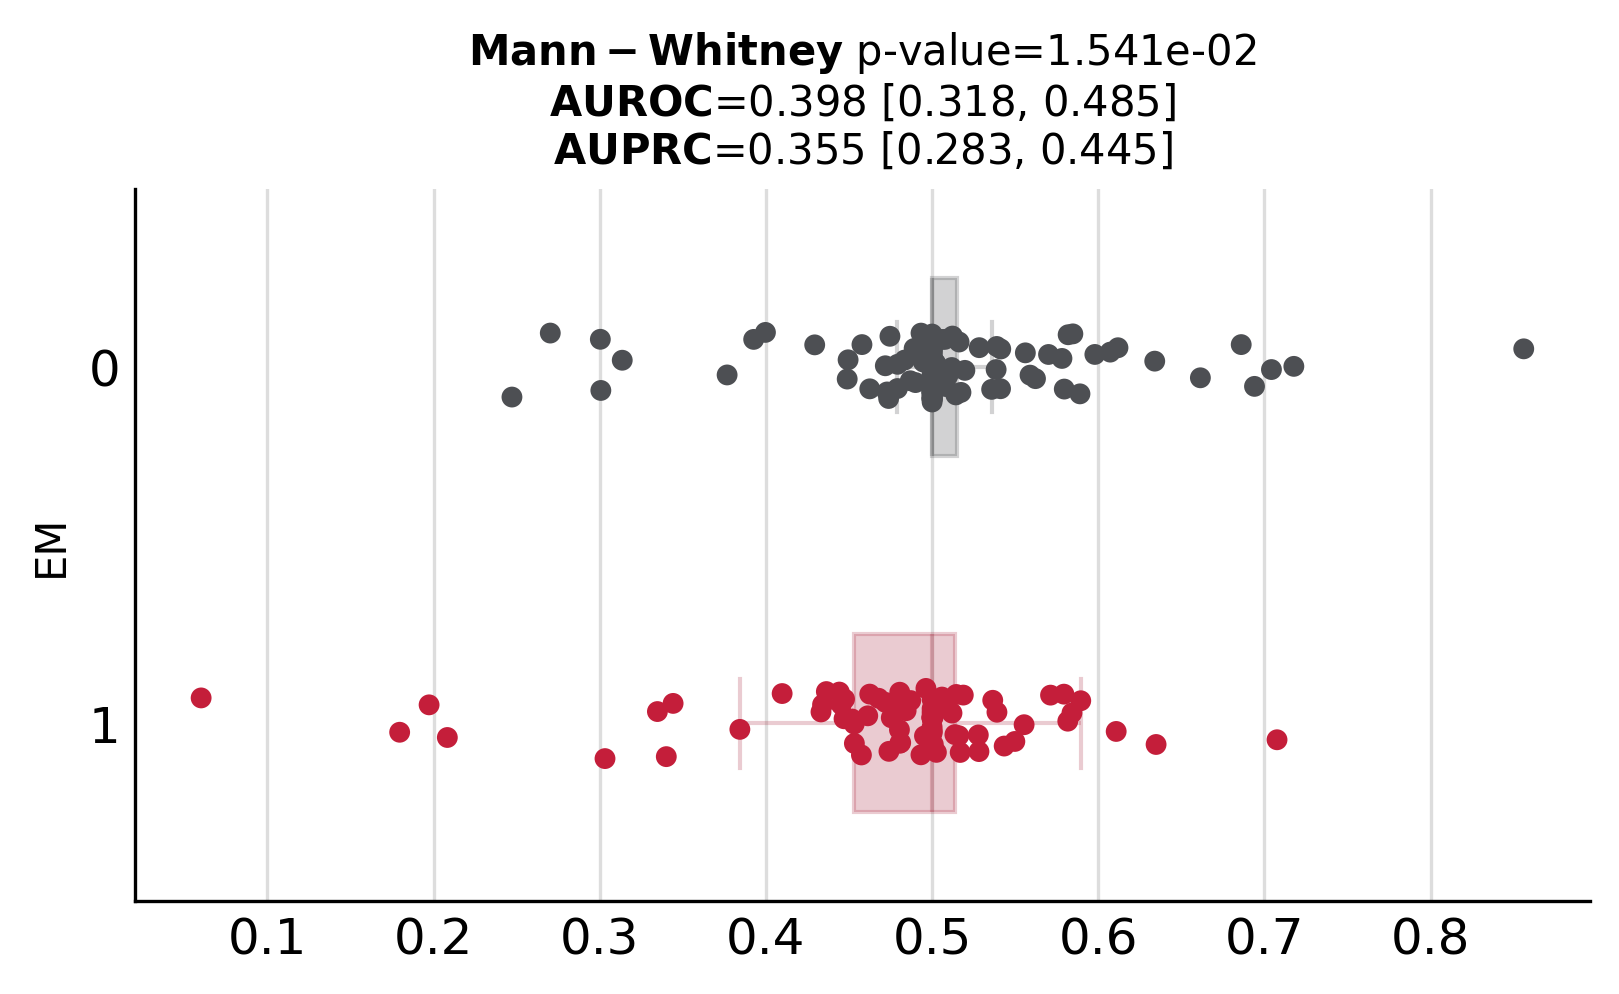 Mann − Whitney p-value=1.541e-02
AUROC=0.398 [0.318, 0.485]
AUPRC=0.355 [0.283, 0.445]
0
EM
1
0.1 0.2 0.3 0.4 0.5 0.6 0.7 0.8